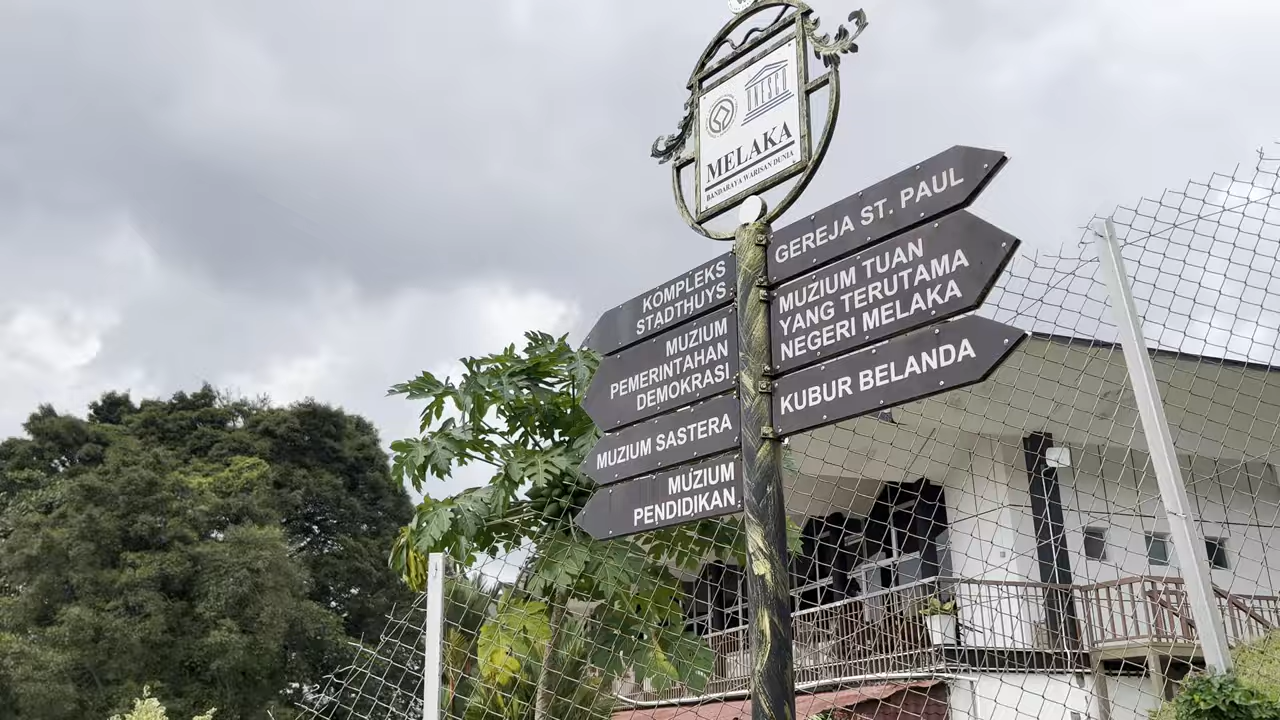 UNESCO
MELAKA
BANDARAYA WARISAN DUNIA
GEREJA ST. PAUL
MUZIUM TUAN
YANG TERUTAMA
NEGERI MELAKA
KUBUR BELANDA
KOMPLEKS
STADTHUYS
MUZIUM
PEMERINTAHAN
DEMOKRASI
MUZIUM SASTERA
MUZIUM
PENDIDIKAN